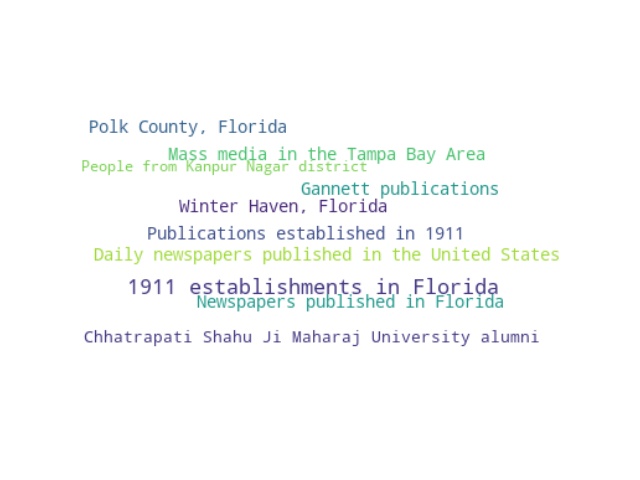 Polk County, Florida
Mass media in the Tampa Bay Area
People from Kanpur Nagar district
Gannett publications
Winter Haven, Florida
Publications established in 1911
Daily newspapers published in the United States
1911 establishments in Florida
Newspapers published in Florida
Chhatrapati Shahu Ji Maharaj University alumni